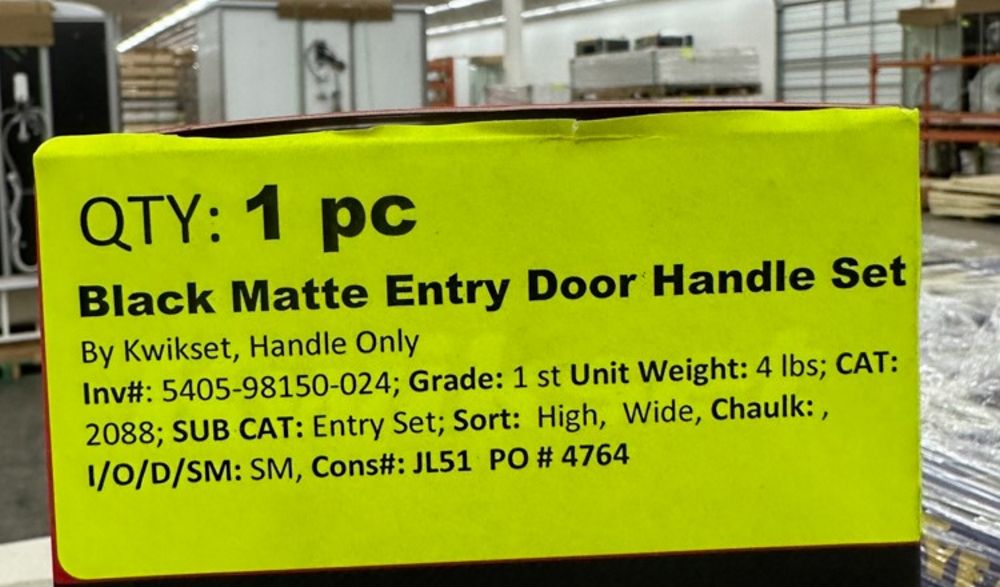 QTY: 1 pc
Black Matte Entry Door Handle Set
By Kwikset, Handle Only
Inv#: 5405-98150-024; Grade: 1 st Unit Weight: 4 lbs; CAT:
2088; SUB CAT: Entry Set; Sort: High, Wide, Chaulk: ,
I/O/D/SM: SM, Cons#: JL51 PO # 4764